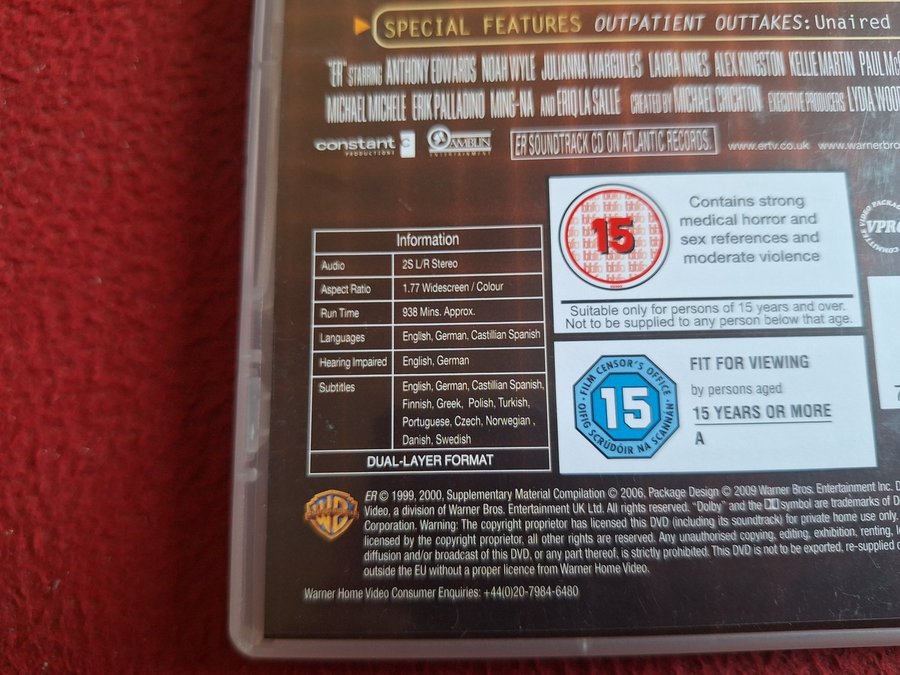 SPECIAL FEATURES OUTPATIENT OUTTAKES: Unaired
"ER" STARRING ANTHONY EDWARDS NOAH WYLE JULIANNA MARGULIES LAURA INNES ALEX KINGSTON KELLIE MARTIN PAUL
MICHAEL MICHELE ERIK PALLADINO MING-NA AND ERIQ LA SALLE CREATED BY MICHAEL CRICHTON EXECUTIVE PRODUCERS LYDIA
constant c PRODUCTIONS
AMBLIN ENTERTAINMENT
ER SOUNDTRACK CD ON ATLANTIC RECORDS.
www.ertv.co.uk www.warnerbro
15
bbfc
Contains strong
medical horror and
sex references and
moderate violence
Suitable only for persons of 15 years and over.
Not to be supplied to any person below that age.
VIDEO PACKAG
VPRC
COMMITTEE
Information
Audio 2S L/R Stereo
Aspect Ratio 1.77 Widescreen / Colour
Run Time 938 Mins. Approx.
Languages English, German, Castillian Spanish
Hearing Impaired English, German
Subtitles English, German, Castillian Spanish,
Finnish, Greek, Polish, Turkish,
Portuguese, Czech, Norwegian ,
Danish, Swedish
DUAL-LAYER FORMAT
FILM CENSOR'S OFFICE
15
OIFIG SCRÚDÓIR NA SCANNÁN
FIT FOR VIEWING
by persons aged
15 YEARS OR MORE
A
7
WB
ER © 1999, 2000, Supplementary Material Compilation © 2006, Package Design © 2009 Warner Bros. Entertainment Inc. D
Video, a division of Warner Bros. Entertainment UK Ltd. All rights reserved. "Dolby" and the DD symbol are trademarks of D
Corporation. Warning: The copyright proprietor has licensed this DVD (including its soundtrack) for private home use only.
licensed by the copyright proprietor. all other rights are reserved. Any unauthorised copying, editing, exhibition, renting, l
diffusion and/or broadcast of this DVD, or any part thereof, is strictly prohibited. This DVD is not to be exported, re-supplied o
outside the EU without a proper licence from Warner Home Video.
Warner Home Video Consumer Enquiries: +44(0)20-7984-6480